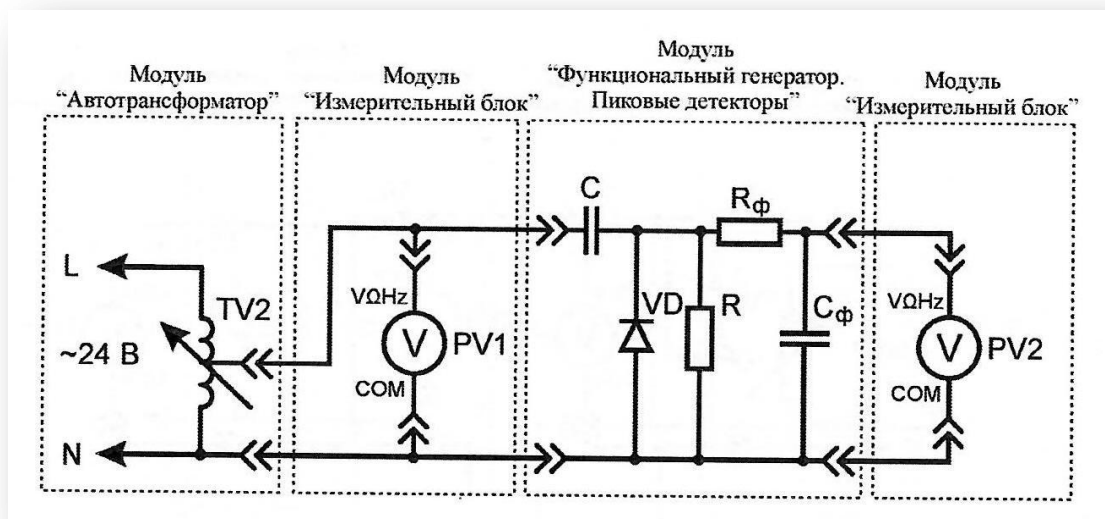 Модуль
“Автотрансформатор”
Модуль
“Измерительный блок”
Модуль
“Функциональный генератор.
Пиковые детекторы”
Модуль
“Измерительный блок”
L
TV2
~24 В
N
VΩHz
V
PV1
COM
C
VD
R
Rф
Cф
VΩHz
V
PV2
COM